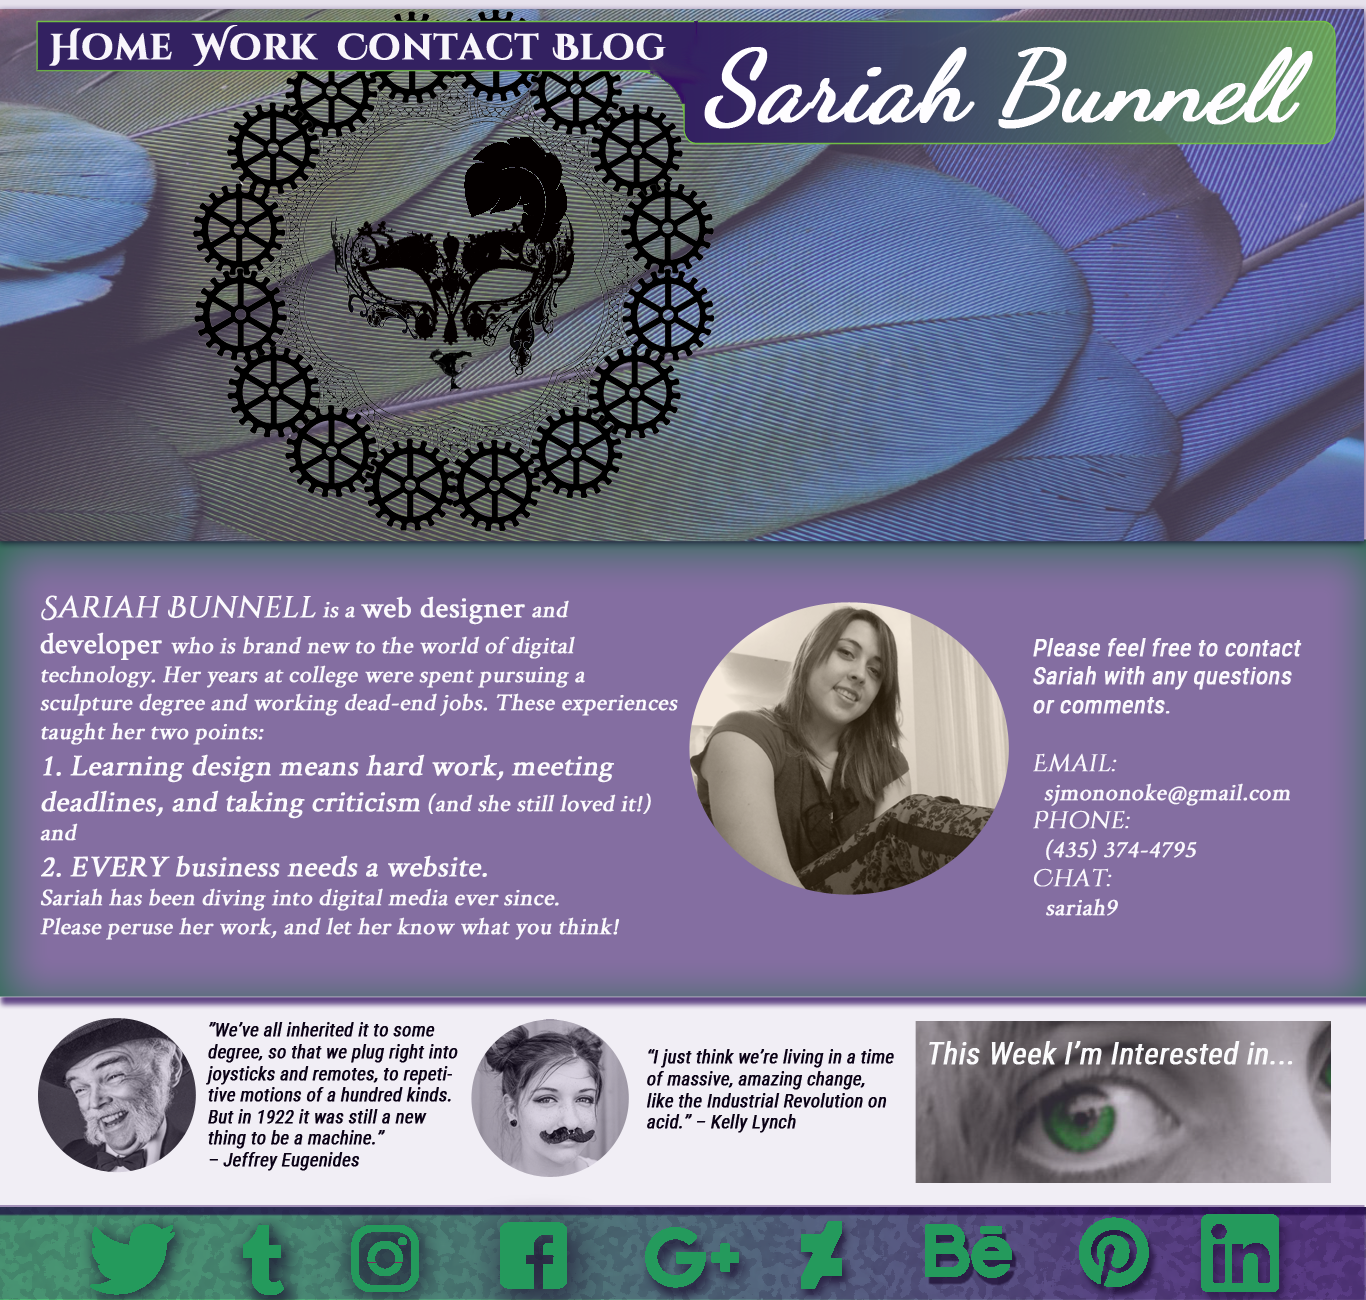 Home Work Contact Blog
Sariah Bunnell
Sariah Bunnell is a web designer and
developer who is brand new to the world of digital
technology. Her years at college were spent pursuing a
sculpture degree and working dead-end jobs. These experiences
taught her two points:
1. Learning design means hard work, meeting
deadlines, and taking criticism (and she still loved it!)
and
2. EVERY business needs a website.
Sariah has been diving into digital media ever since.
Please peruse her work, and let her know what you think!
Please feel free to contact
Sariah with any questions
or comments.
Email:
sjmononoke@gmail.com
Phone:
(435) 374-4795
Chat:
sariah9
"We've all inherited it to some
degree, so that we plug right into
joysticks and remotes, to repeti-
tive motions of a hundred kinds.
But in 1922 it was still a new
thing to be a machine."
– Jeffrey Eugenides
"I just think we're living in a time
of massive, amazing change,
like the Industrial Revolution on
acid." – Kelly Lynch
This Week I'm Interested in...
t
f
G+
Bē
in